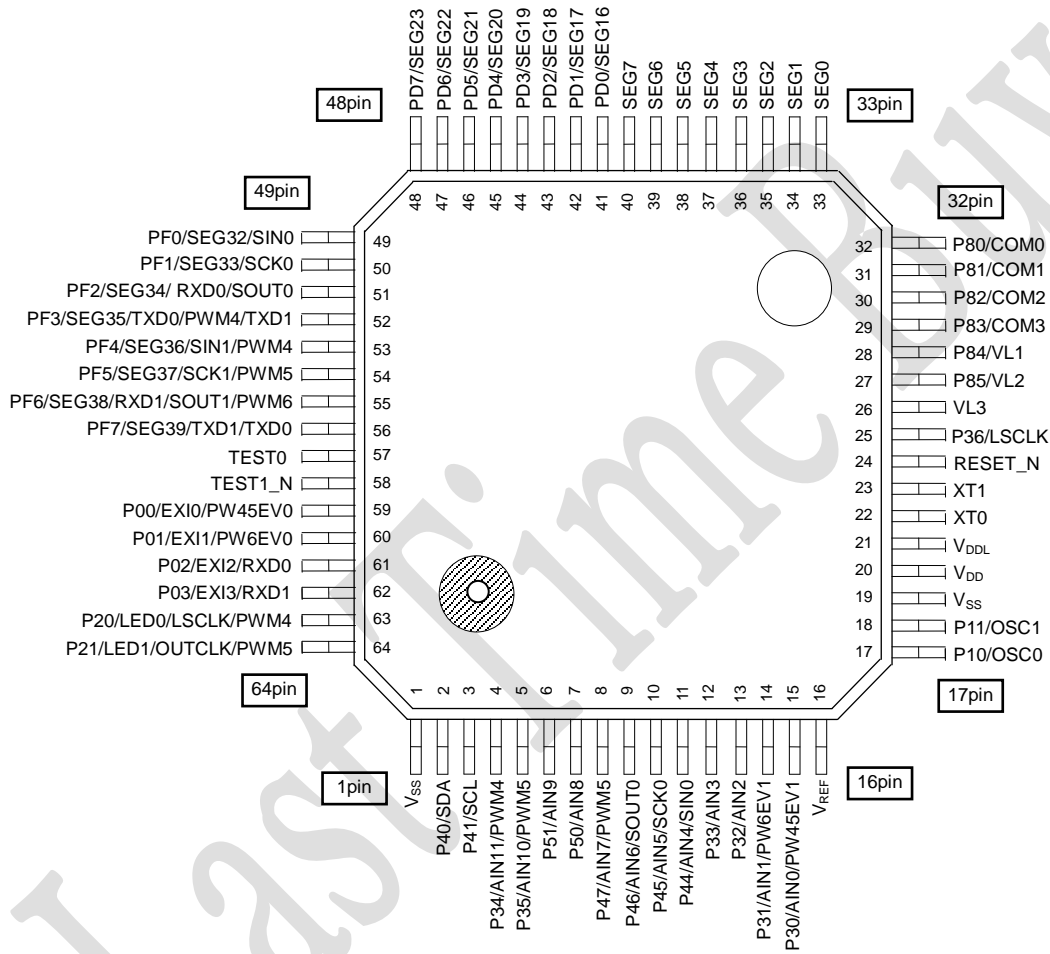 PD7/SEG23
PD6/SEG22
PD5/SEG21
PD4/SEG20
PD3/SEG19
PD2/SEG18
PD1/SEG17
PD0/SEG16
SEG7
SEG6
SEG5
SEG4
SEG3
SEG2
SEG1
SEG0
48pin
33pin
49pin
32pin
48
47
46
45
44
43
42
41
40
39
38
37
36
35
34
33
PF0/SEG32/SIN0 49
PF1/SEG33/SCK0 50
PF2/SEG34/ RXD0/SOUT0 51
PF3/SEG35/TXD0/PWM4/TXD1 52
PF4/SEG36/SIN1/PWM4 53
PF5/SEG37/SCK1/PWM5 54
PF6/SEG38/RXD1/SOUT1/PWM6 55
PF7/SEG39/TXD1/TXD0 56
TEST0 57
TEST1_N 58
P00/EXI0/PW45EV0 59
P01/EXI1/PW6EV0 60
P02/EXI2/RXD0 61
P03/EXI3/RXD1 62
P20/LED0/LSCLK/PWM4 63
P21/LED1/OUTCLK/PWM5 64
32 P80/COM0
31 P81/COM1
30 P82/COM2
29 P83/COM3
28 P84/VL1
27 P85/VL2
26 VL3
25 P36/LSCLK
24 RESET_N
23 XT1
22 XT0
21 VDDL
20 VDD
19 VSS
18 P11/OSC1
17 P10/OSC0
64pin
17pin
1
2
3
4
5
6
7
8
9
10
11
12
13
14
15
16
1pin
16pin
VSS
P40/SDA
P41/SCL
P34/AIN11/PWM4
P35/AIN10/PWM5
P51/AIN9
P50/AIN8
P47/AIN7/PWM5
P46/AIN6/SOUT0
P45/AIN5/SCK0
P44/AIN4/SIN0
P33/AIN3
P32/AIN2
P31/AIN1/PW6EV1
P30/AIN0/PW45EV1
VREF
Last Time Buy